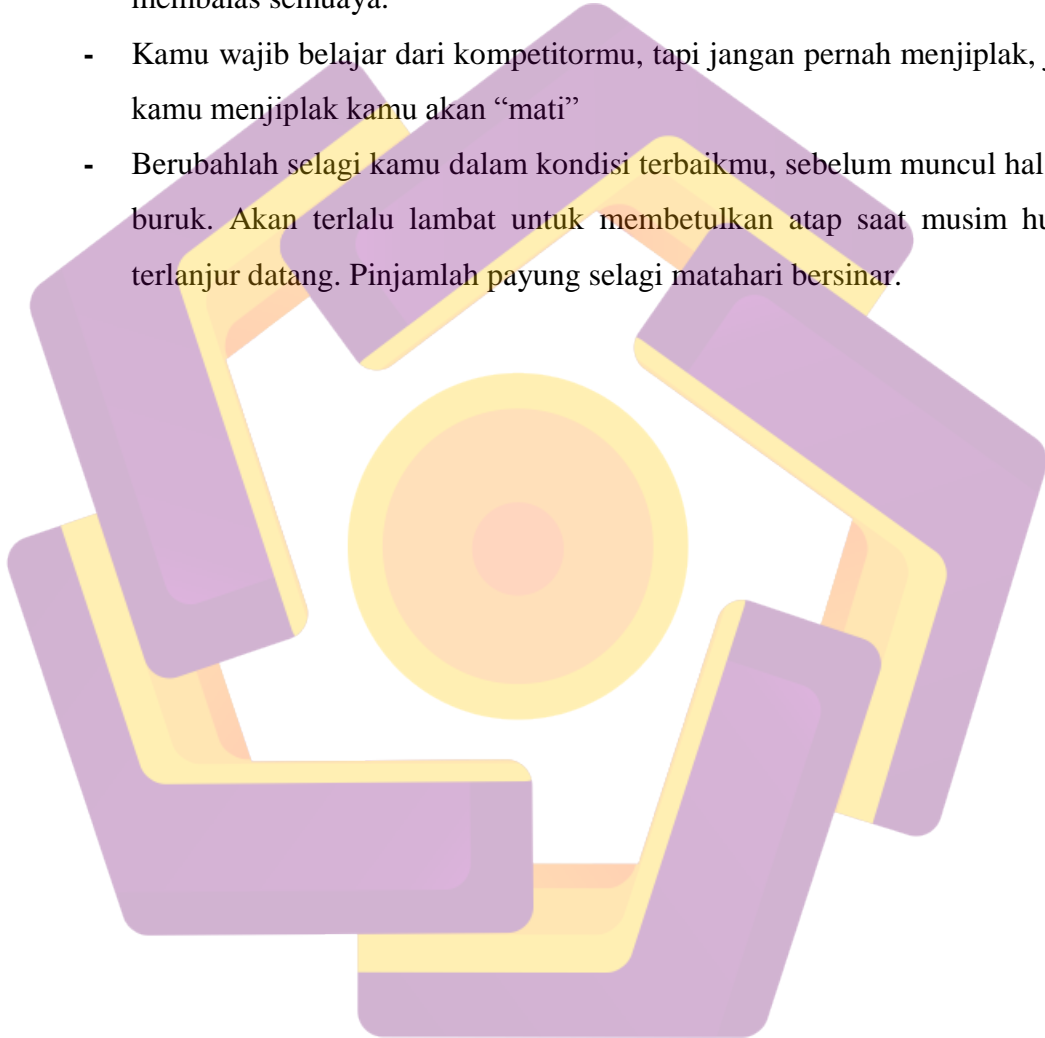 membalas semuaya.
- Kamu wajib belajar dari kompetitormu, tapi jangan pernah menjiplak,
kamu menjiplak kamu akan “mati”
- Berubahlah selagi kamu dalam kondisi terbaikmu, sebelum muncul hal
buruk. Akan terlalu lambat untuk membetulkan atap saat musim
terlanjur datang. Pinjamlah payung selagi matahari bersinar.